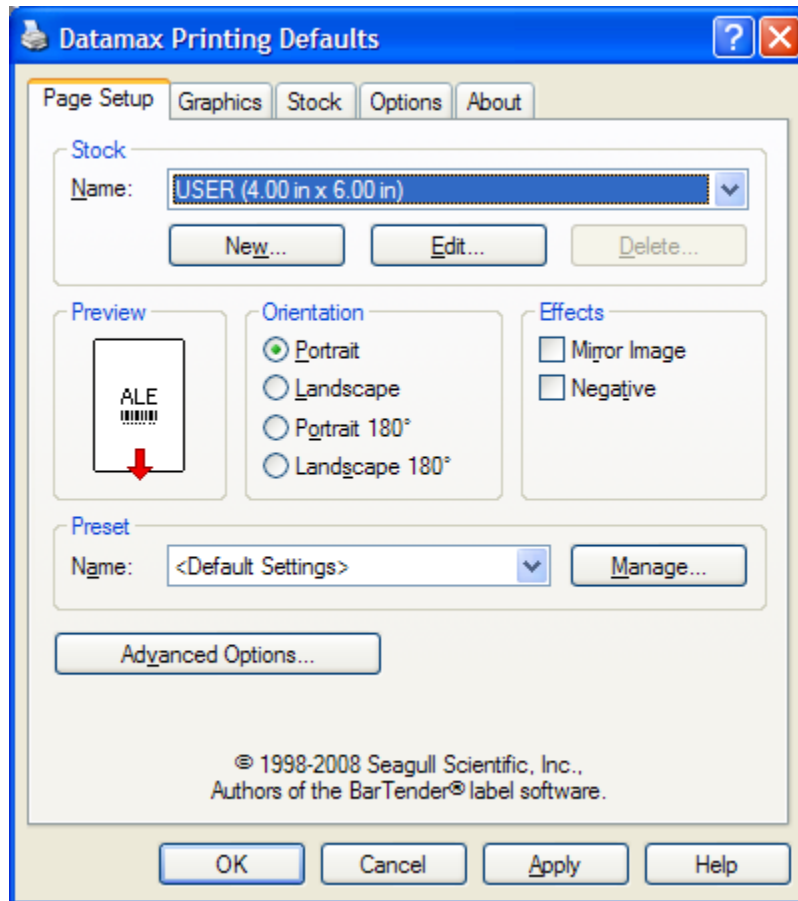 Datamax Printing Defaults
Page Setup Graphics Stock Options About
Stock
Name: USER (4.00 in x 6.00 in)
New... Edit... Delete...
Preview Orientation Effects
ALE
Portrait
Landscape
Portrait 180°
Landscape 180°
Mirror Image
Negative
Preset
Name: <Default Settings> Manage...
Advanced Options...
© 1998-2008 Seagull Scientific, Inc.,
Authors of the BarTender® label software.
OK Cancel Apply Help